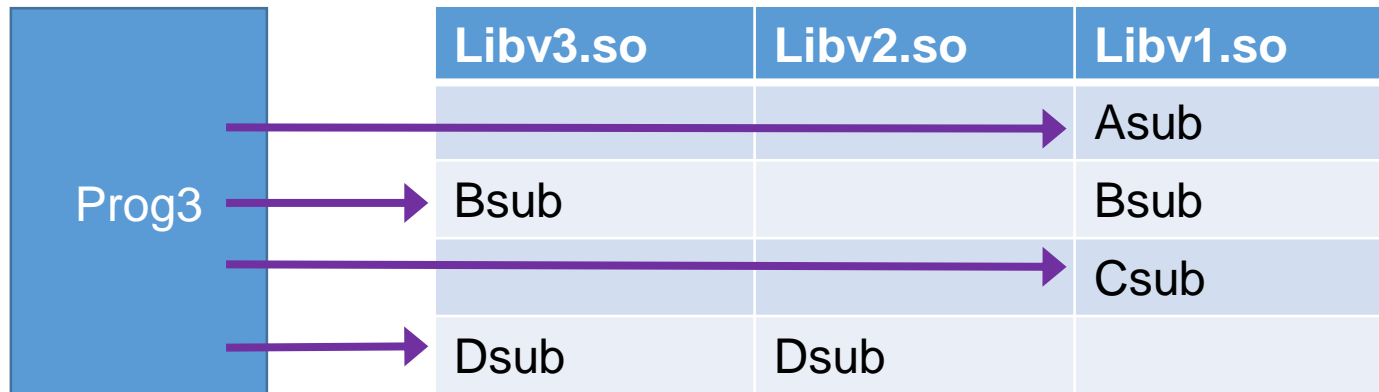 Libv3.so Libv2.so Libv1.so
Asub
Prog3 Bsub Bsub
Csub
Dsub Dsub